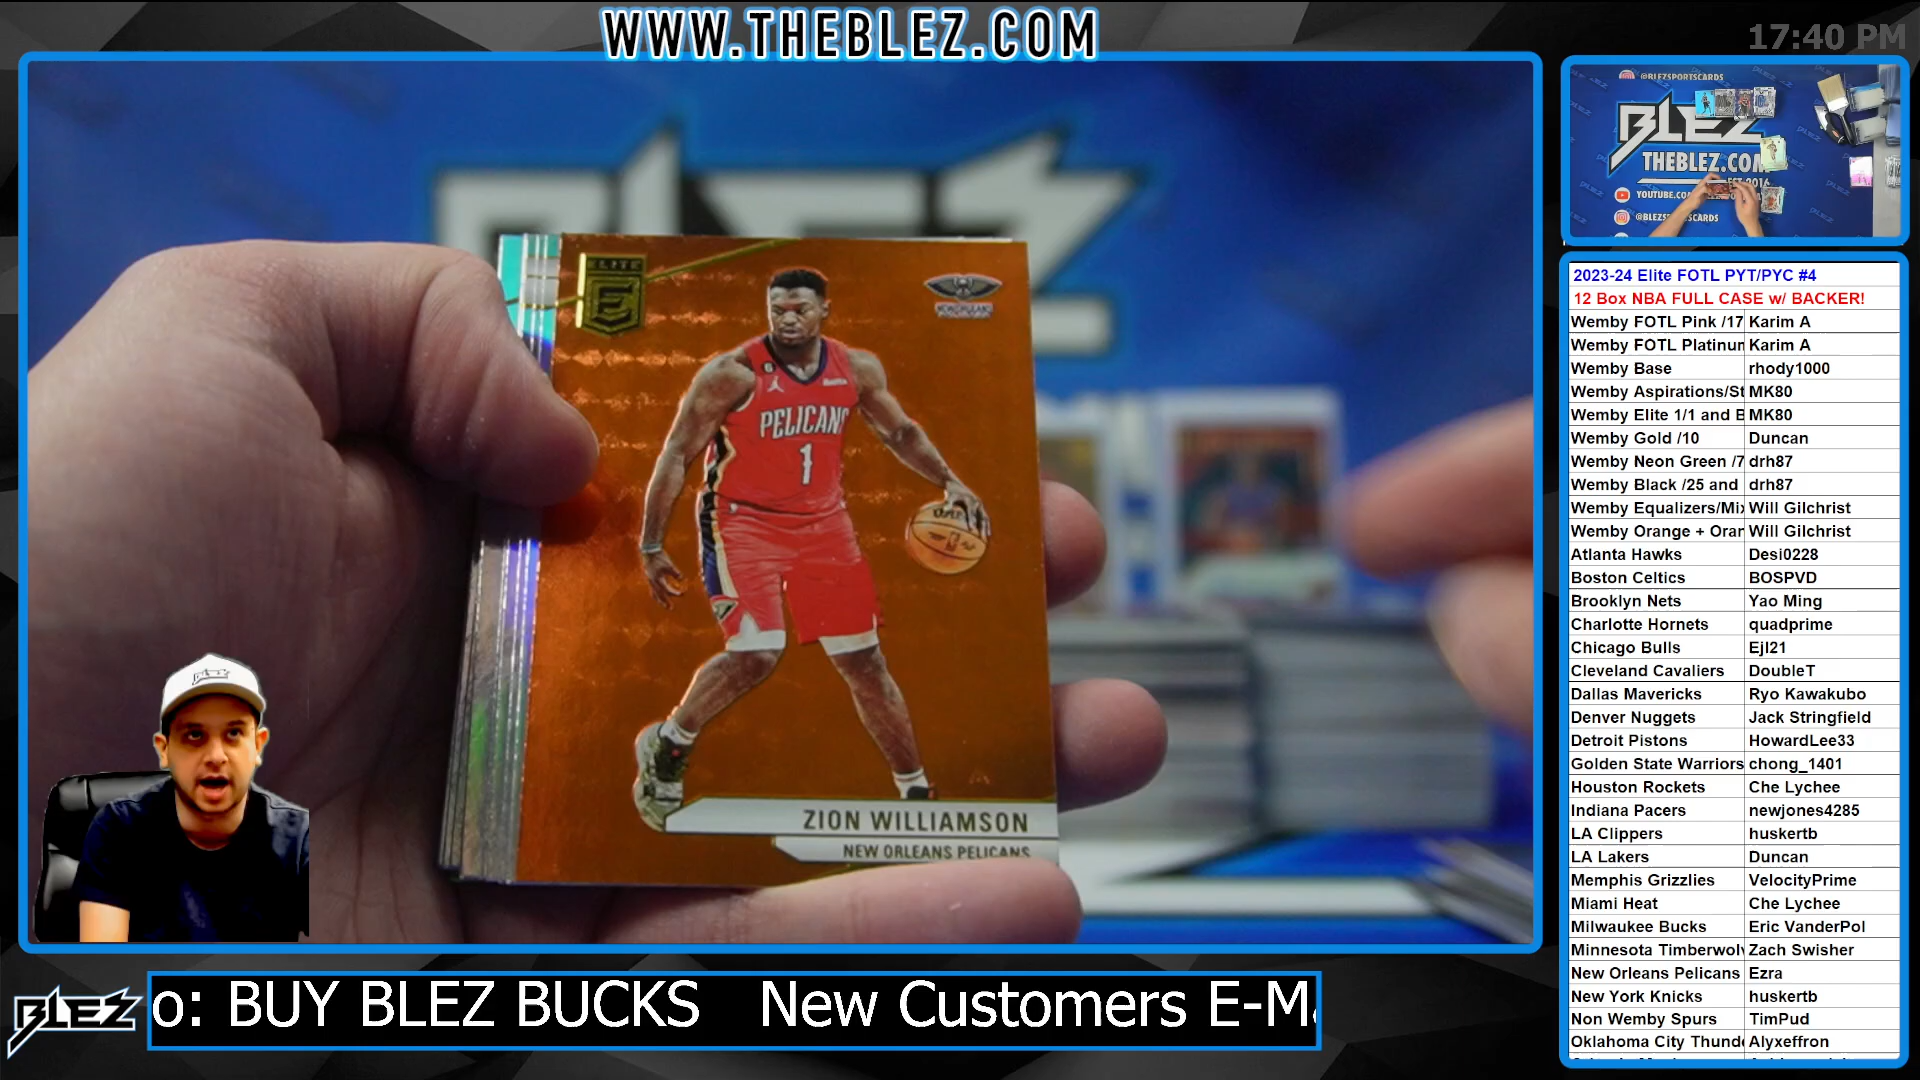 WWW.THEBLEZ.COM
17:40 PM
@BLEZSPORTSCARDS
BLEZ
THEBLEZ.COM
@BLEZSPORTSCARDS
BLEZ
ELITE
E
PELICANS
1
6
ZION WILLIAMSON
NEW ORLEANS PELICANS
2023-24 Elite FOTL PYT/PYC #4
12 Box NBA FULL CASE w/ BACKER!
Wemby FOTL Pink /17 Karim A
Wemby FOTL Platinum Karim A
Wemby Base rhody1000
Wemby Aspirations/St MK80
Wemby Elite 1/1 and B MK80
Wemby Gold /10 Duncan
Wemby Neon Green /7 drh87
Wemby Black /25 and drh87
Wemby Equalizers/Mix Will Gilchrist
Wemby Orange + Oran Will Gilchrist
Atlanta Hawks Desi0228
Boston Celtics BOSPVD
Brooklyn Nets Yao Ming
Charlotte Hornets quadprime
Chicago Bulls Ejl21
Cleveland Cavaliers DoubleT
Dallas Mavericks Ryo Kawakubo
Denver Nuggets Jack Stringfield
Detroit Pistons HowardLee33
Golden State Warriors chong_1401
Houston Rockets Che Lychee
Indiana Pacers newjones4285
LA Clippers huskertb
LA Lakers Duncan
Memphis Grizzlies VelocityPrime
Miami Heat Che Lychee
Milwaukee Bucks Eric VanderPol
Minnesota Timberwolv Zach Swisher
New Orleans Pelicans Ezra
New York Knicks huskertb
Non Wemby Spurs TimPud
Oklahoma City Thunde Alyxeffron
BLEZ
o: BUY BLEZ BUCKS New Customers E-Ma